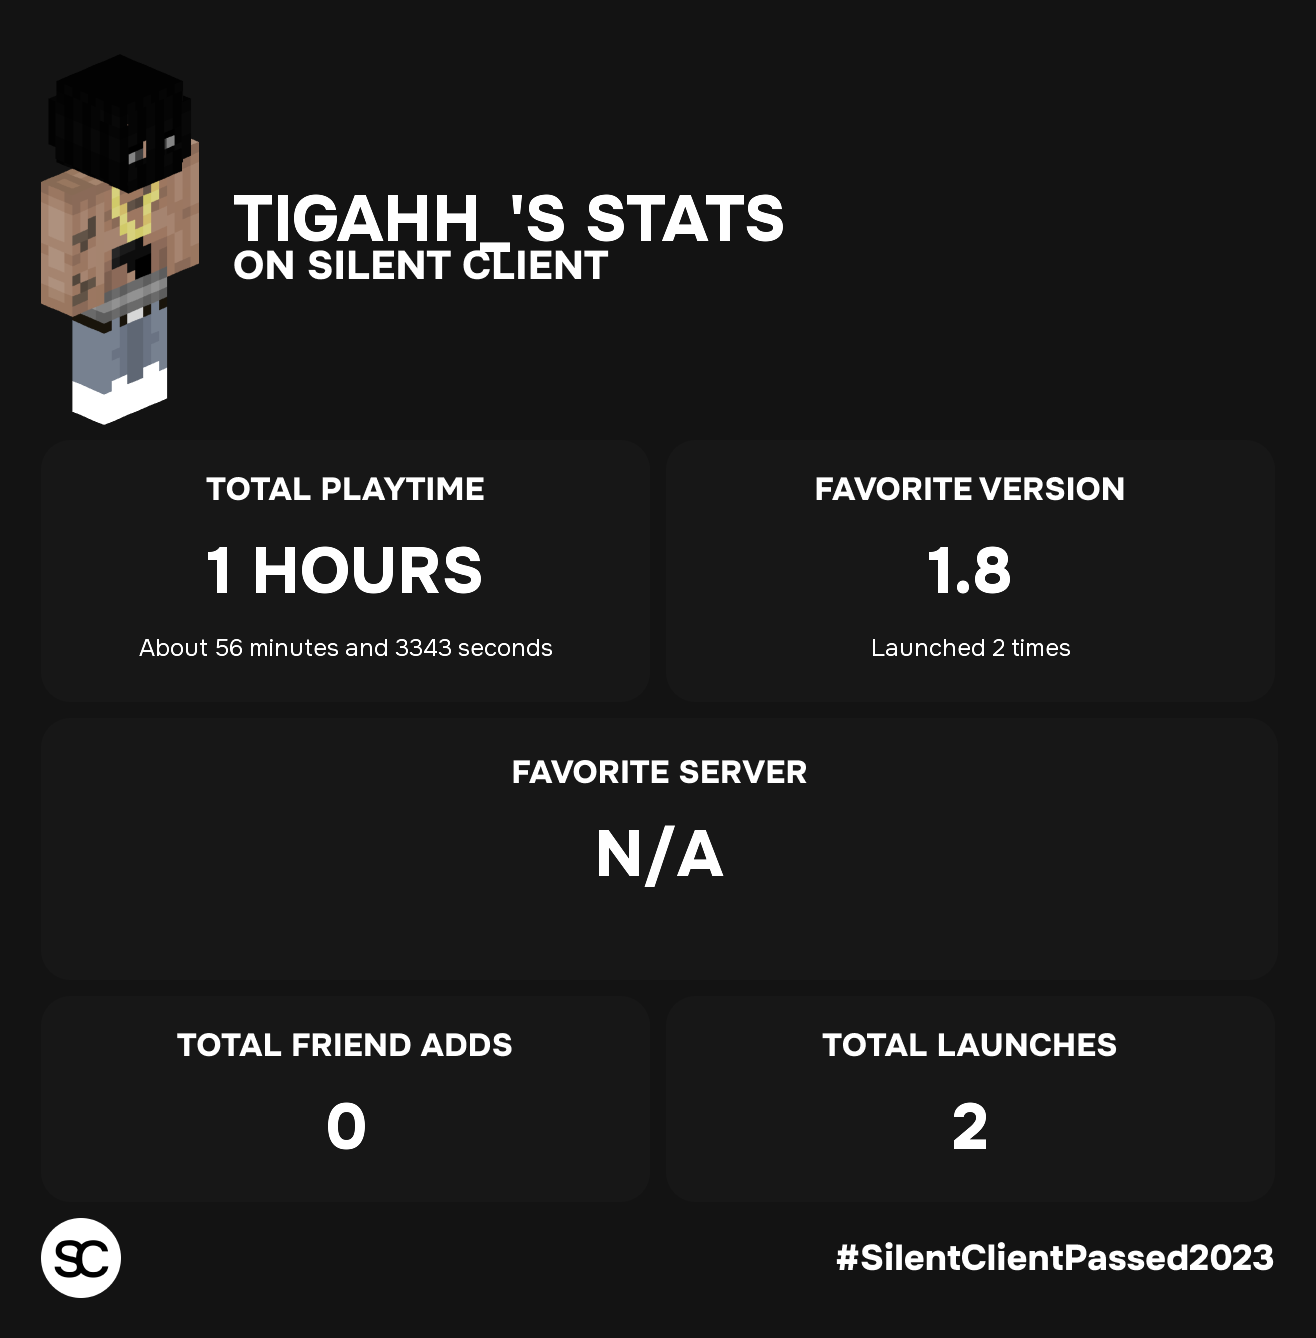 TIGAHH_'S STATS
ON SILENT CLIENT
TOTAL PLAYTIME
1 HOURS
About 56 minutes and 3343 seconds
FAVORITE VERSION
1.8
Launched 2 times
FAVORITE SERVER
N/A
TOTAL FRIEND ADDS
0
TOTAL LAUNCHES
2
SC
#SilentClientPassed2023